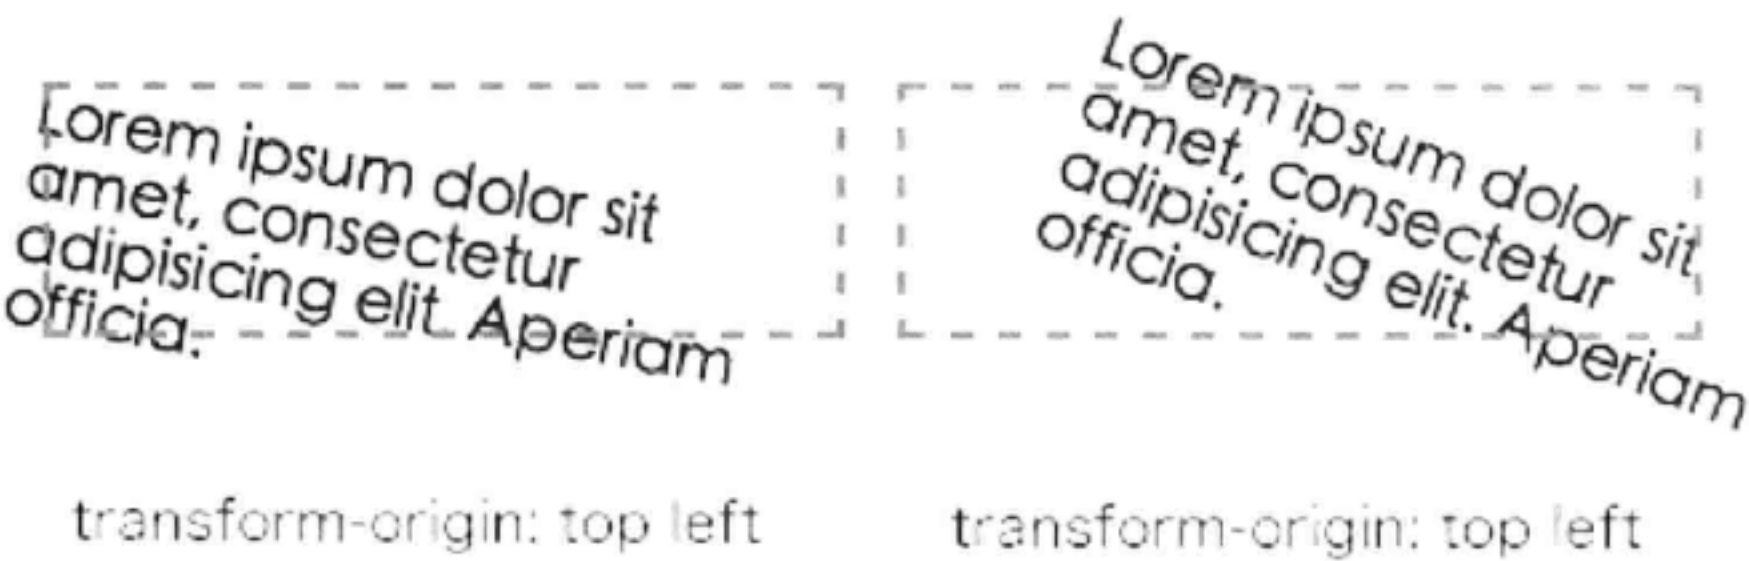 Lorem ipsum dolor sit
amet, consectetur
adipisicing elit. Aperiam
officia.
transform-origin: top left
Lorem ipsum dolor sit
amet, consectetur
adipisicing elit. Aperiam
officia.
transform-origin: top left